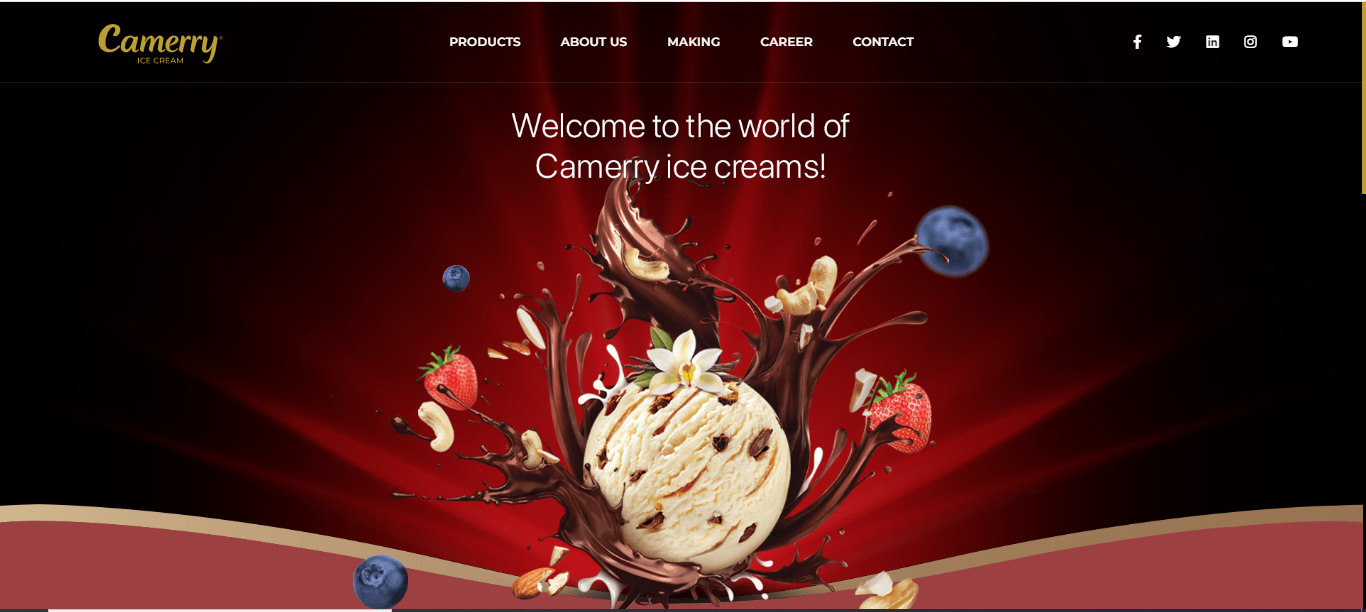 Camerry
ICE CREAM
PRODUCTS ABOUT US MAKING CAREER CONTACT
Welcome to the world of
Camerry ice creams!